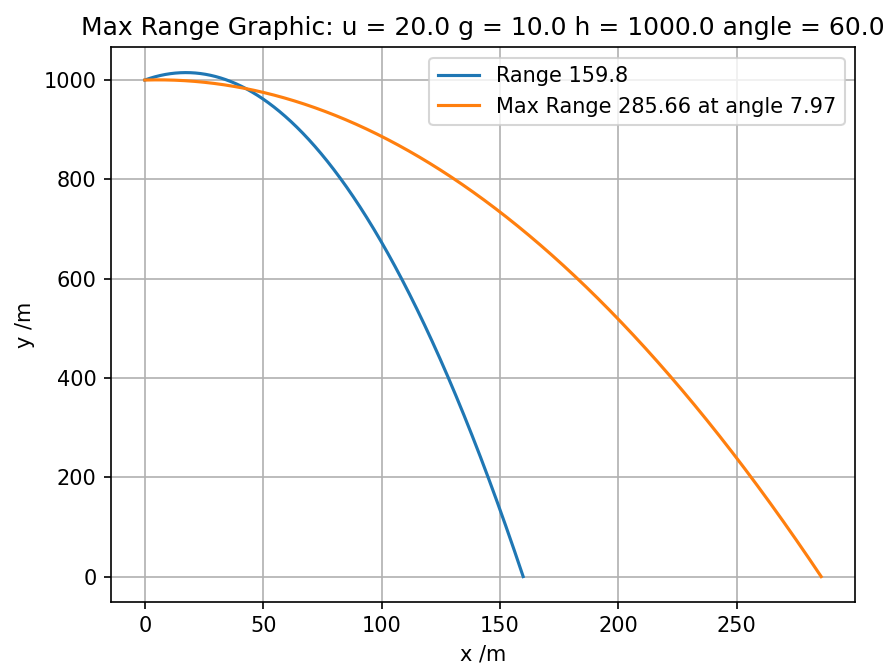 Max Range Graphic: u = 20.0 g = 10.0 h = 1000.0 angle = 60.0
Range 159.8
Max Range 285.66 at angle 7.97
1000
800
600
400
200
0
y /m
0 50 100 150 200 250
x /m